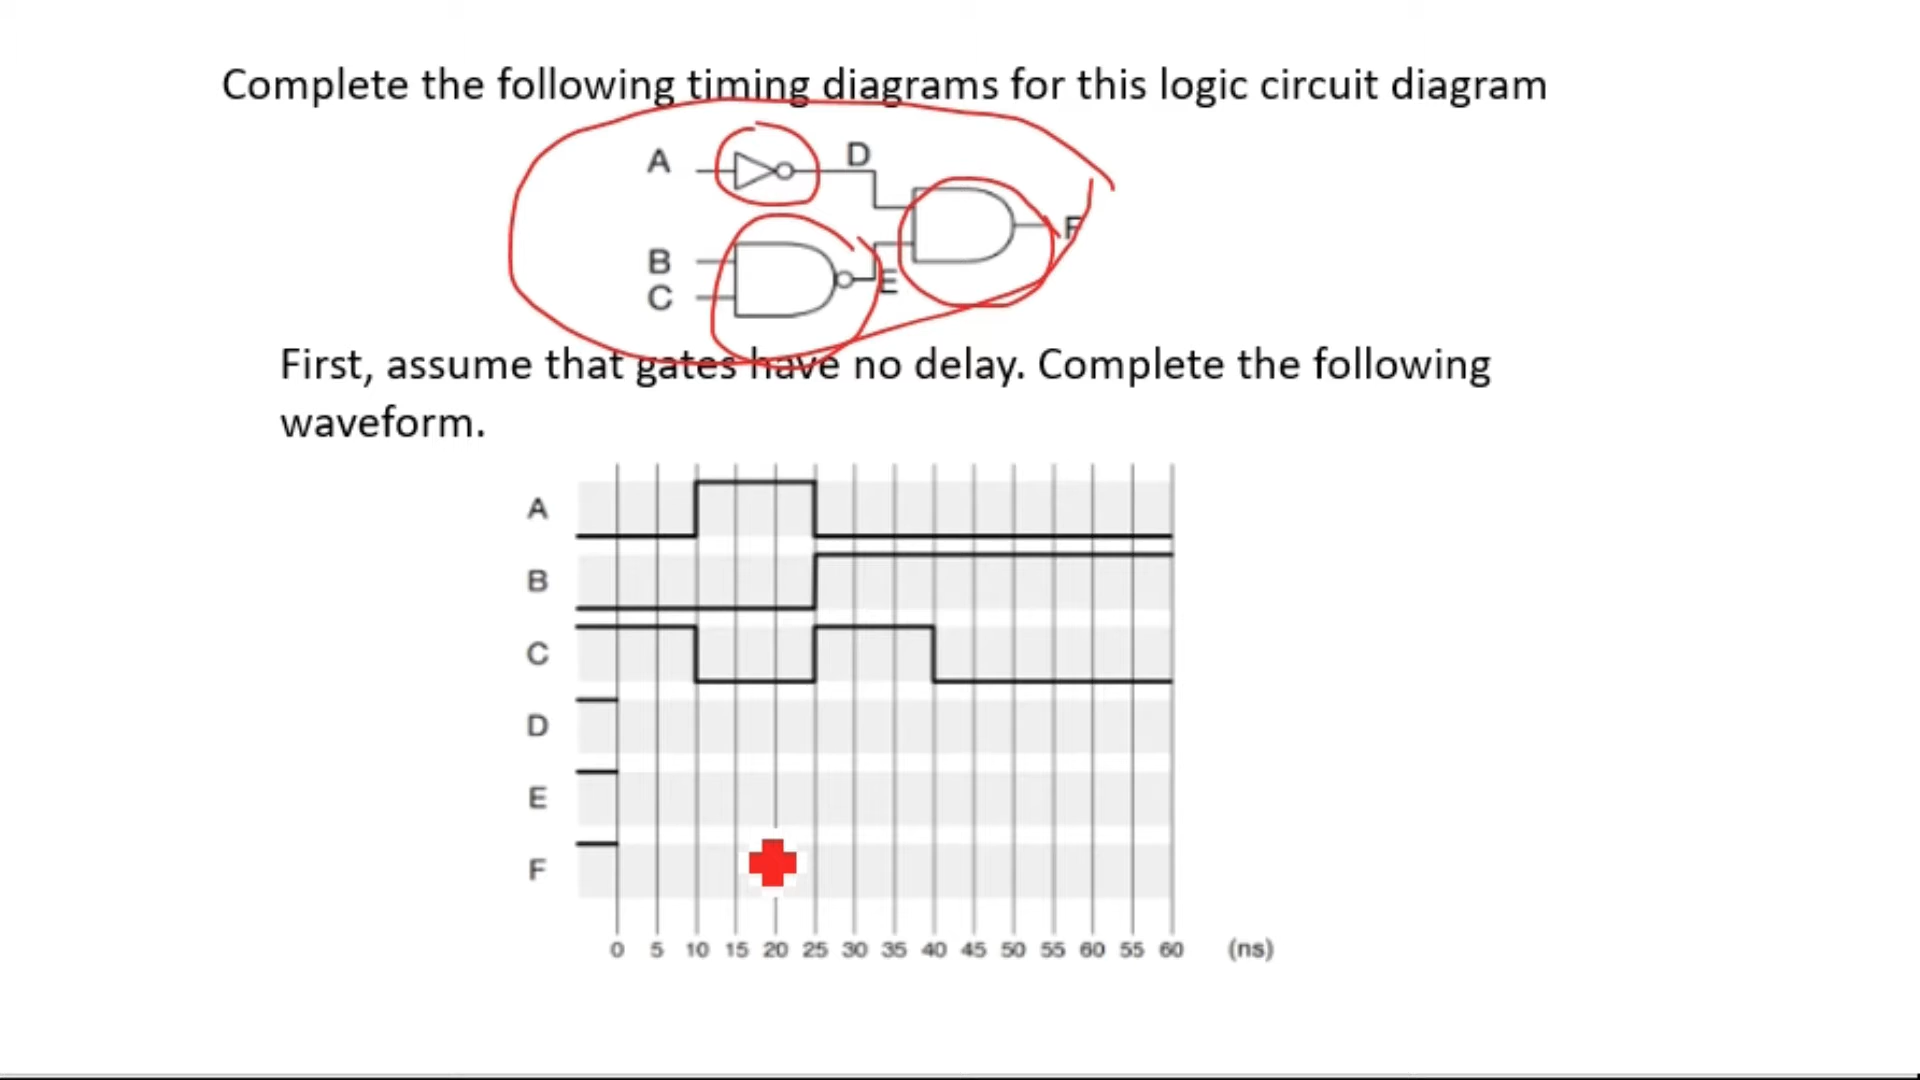 Complete the following timing diagrams for this logic circuit diagram
A
D
F
B
E
C
First, assume that gates have no delay. Complete the following
waveform.
A
B
C
D
E
F
0 5 10 15 20 25 30 35 40 45 50 55 60 55 60 (ns)